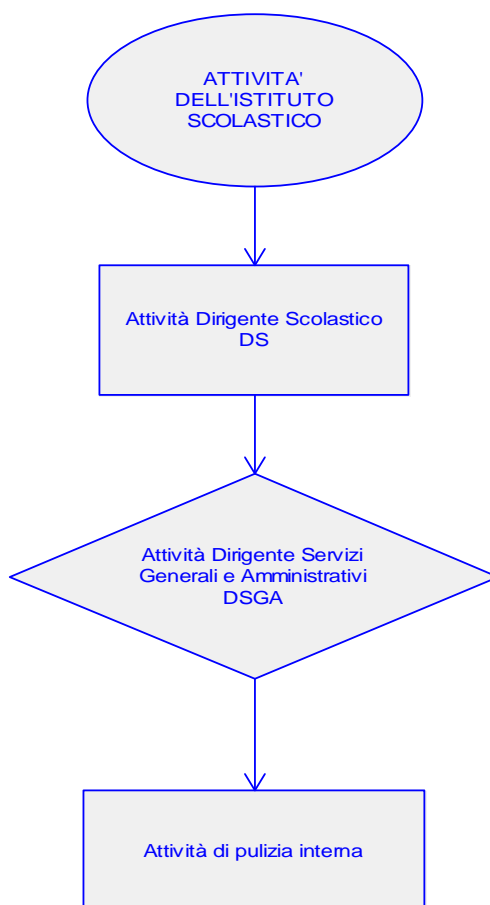 ATTIVITA'
DELL'ISTITUTO
SCOLASTICO
Attività Dirigente Scolastico
DS
Attività Dirigente Servizi
Generali e Amministrativi
DSGA
Attività di pulizia interna